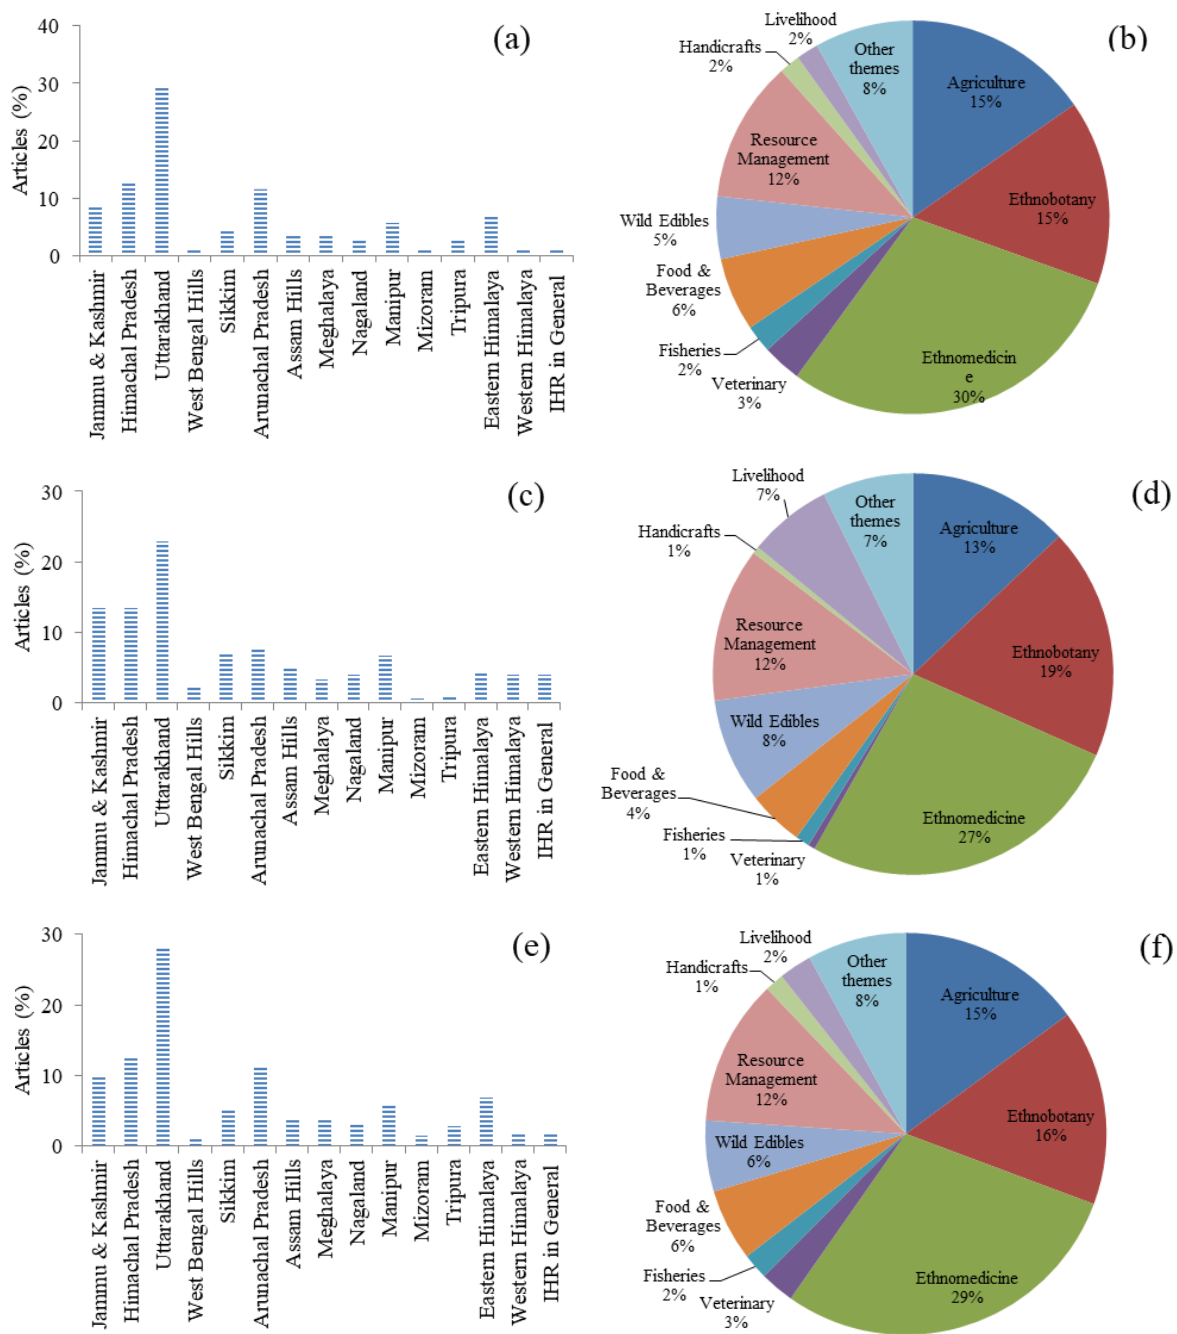 (a)
Articles (%)
40
30
20
10
0
Jammu & Kashmir
Himachal Pradesh
Uttarakhand
West Bengal Hills
Sikkim
Arunachal Pradesh
Assam Hills
Meghalaya
Nagaland
Manipur
Mizoram
Tripura
Eastern Himalaya
Western Himalaya
IHR in General
(b)
Livelihood
2%
Handicrafts
2%
Other
themes
8%
Agriculture
15%
Resource
Management
12%
Ethnobotany
15%
Wild Edibles
5%
Food &
Beverages
6%
Fisheries
2%
Veterinary
3%
Ethnomedicin
e
30%
(c)
Articles (%)
30
20
10
0
Jammu & Kashmir
Himachal Pradesh
Uttarakhand
West Bengal Hills
Sikkim
Arunachal Pradesh
Assam Hills
Meghalaya
Nagaland
Manipur
Mizoram
Tripura
Eastern Himalaya
Western Himalaya
IHR in General
(d)
Livelihood
7%
Other
themes
7%
Agriculture
13%
Handicrafts
1%
Resource
Management
12%
Ethnobotany
19%
Wild Edibles
8%
Food &
Beverages
4%
Fisheries
1%
Veterinary
1%
Ethnomedicine
27%
(e)
Articles (%)
30
20
10
0
Jammu & Kashmir
Himachal Pradesh
Uttarakhand
West Bengal Hills
Sikkim
Arunachal Pradesh
Assam Hills
Meghalaya
Nagaland
Manipur
Mizoram
Tripura
Eastern Himalaya
Western Himalaya
IHR in General
(f)
Livelihood
2%
Handicrafts
1%
Other
themes
8%
Agriculture
15%
Resource
Management
12%
Ethnobotany
16%
Wild Edibles
6%
Food &
Beverages
6%
Fisheries
2%
Veterinary
3%
Ethnomedicine
29%